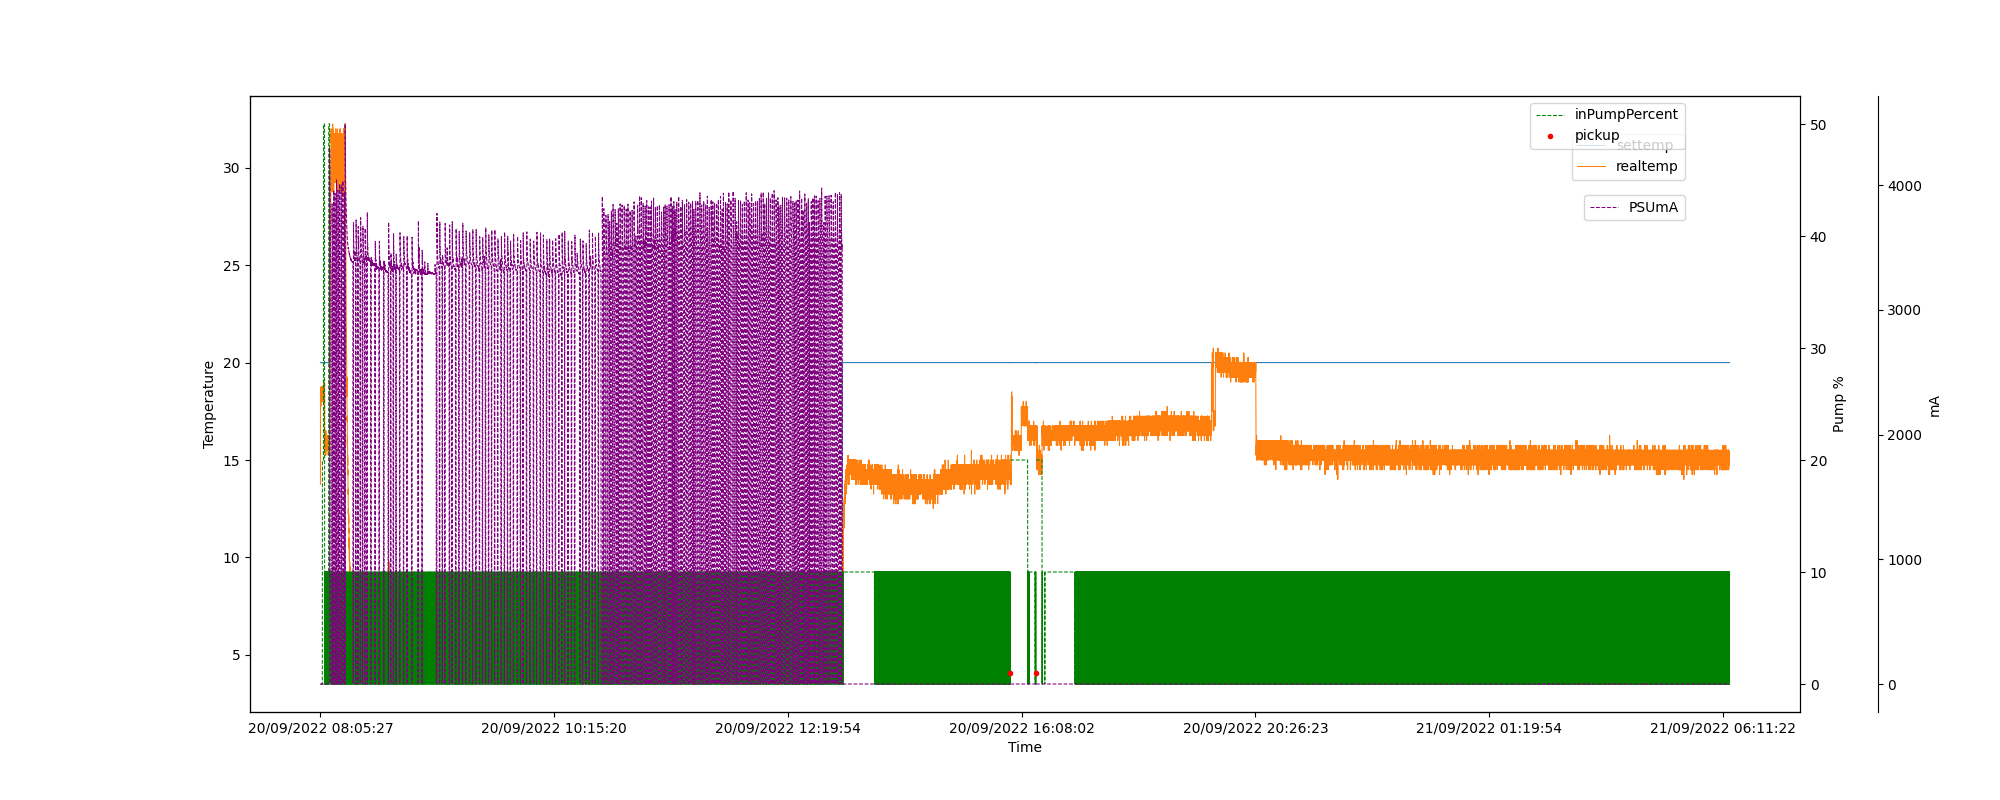 inPumpPercent
pickup
settemp
realtemp
PSUmA
30
25
20
15
10
5
Temperature
50
40
30
20
10
0
Pump %
4000
3000
2000
1000
0
mA
20/09/2022 08:05:27
20/09/2022 10:15:20
20/09/2022 12:19:54
20/09/2022 16:08:02
20/09/2022 20:26:23
21/09/2022 01:19:54
21/09/2022 06:11:22
Time